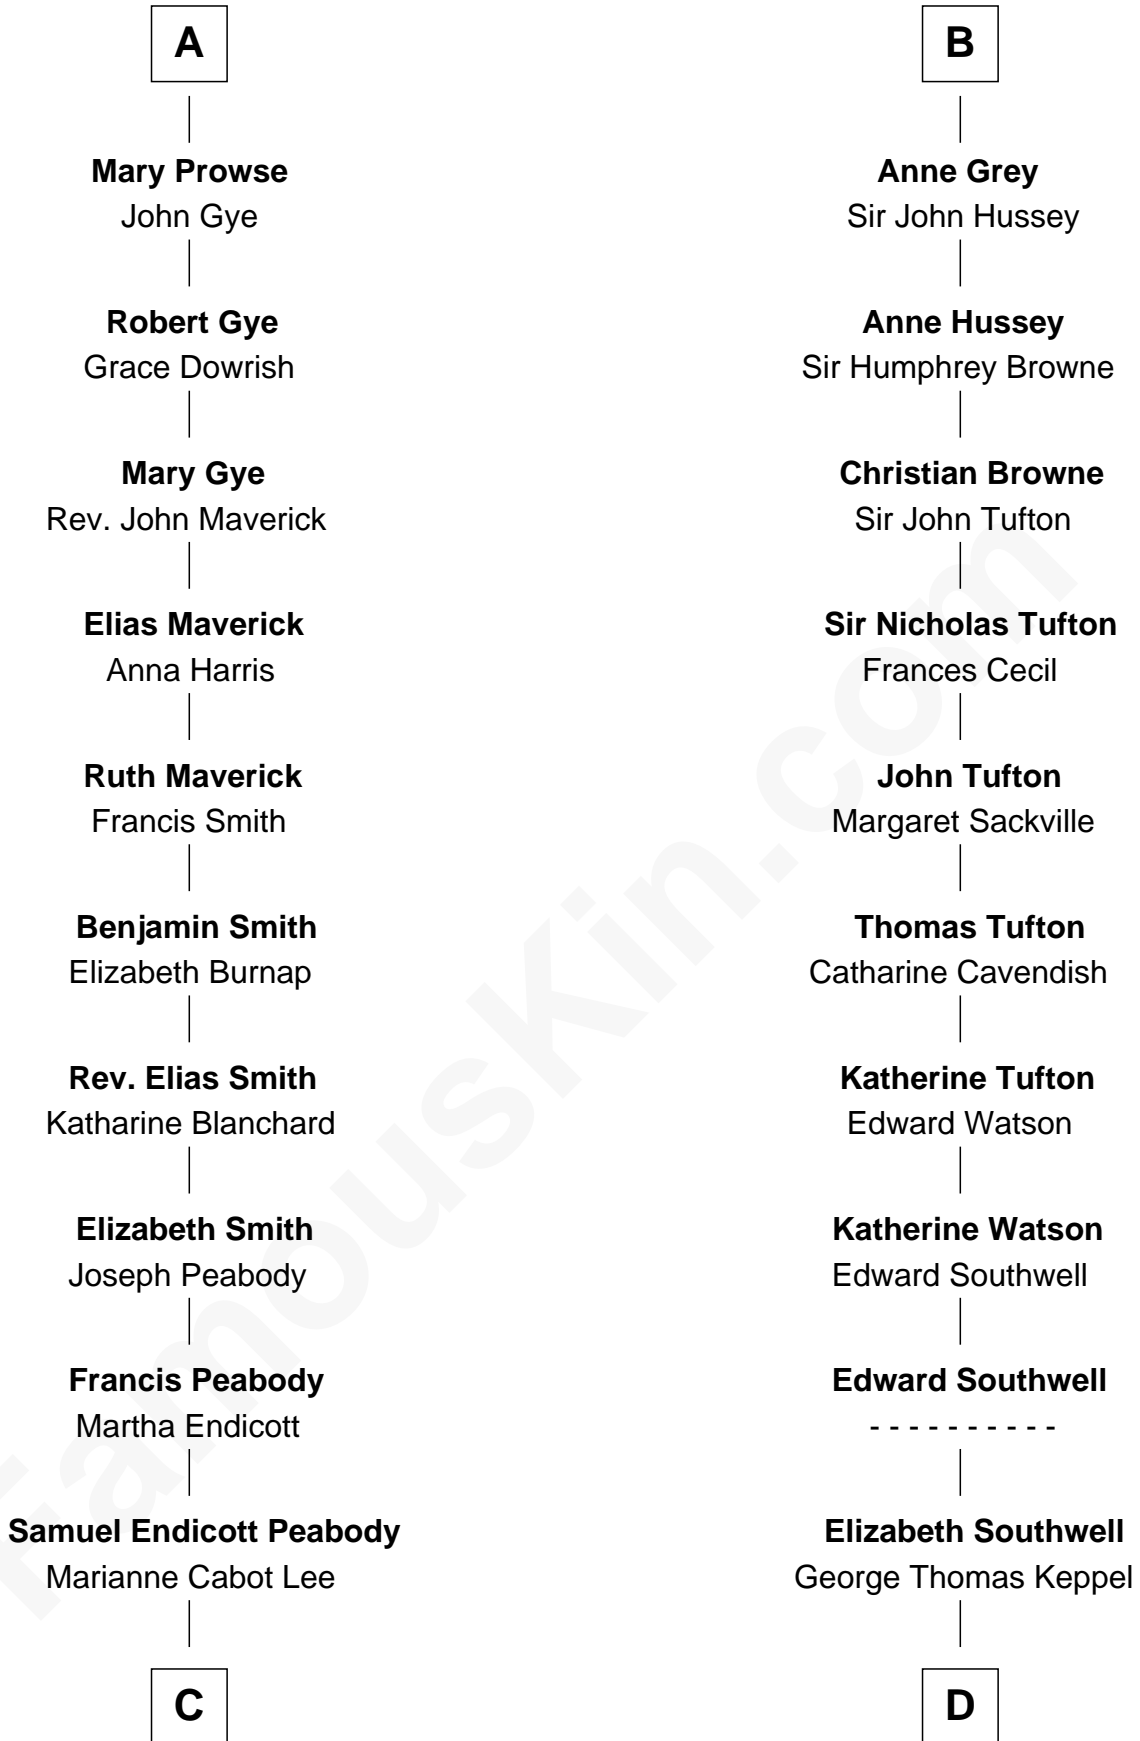 A
Mary Prowse
John Gye
Robert Gye
Grace Dowrish
Mary Gye
Rev. John Maverick
Elias Maverick
Anna Harris
Ruth Maverick
Francis Smith
Benjamin Smith
Elizabeth Burnap
Rev. Elias Smith
Katharine Blanchard
Elizabeth Smith
Joseph Peabody
Francis Peabody
Martha Endicott
Samuel Endicott Peabody
Marianne Cabot Lee
C
B
Anne Grey
Sir John Hussey
Anne Hussey
Sir Humphrey Browne
Christian Browne
Sir John Tufton
Sir Nicholas Tufton
Frances Cecil
John Tufton
Margaret Sackville
Thomas Tufton
Catharine Cavendish
Katherine Tufton
Edward Watson
Katherine Watson
Edward Southwell
Edward Southwell
- - - - - - - - - -
Elizabeth Southwell
George Thomas Keppel
D
FamousKin.com